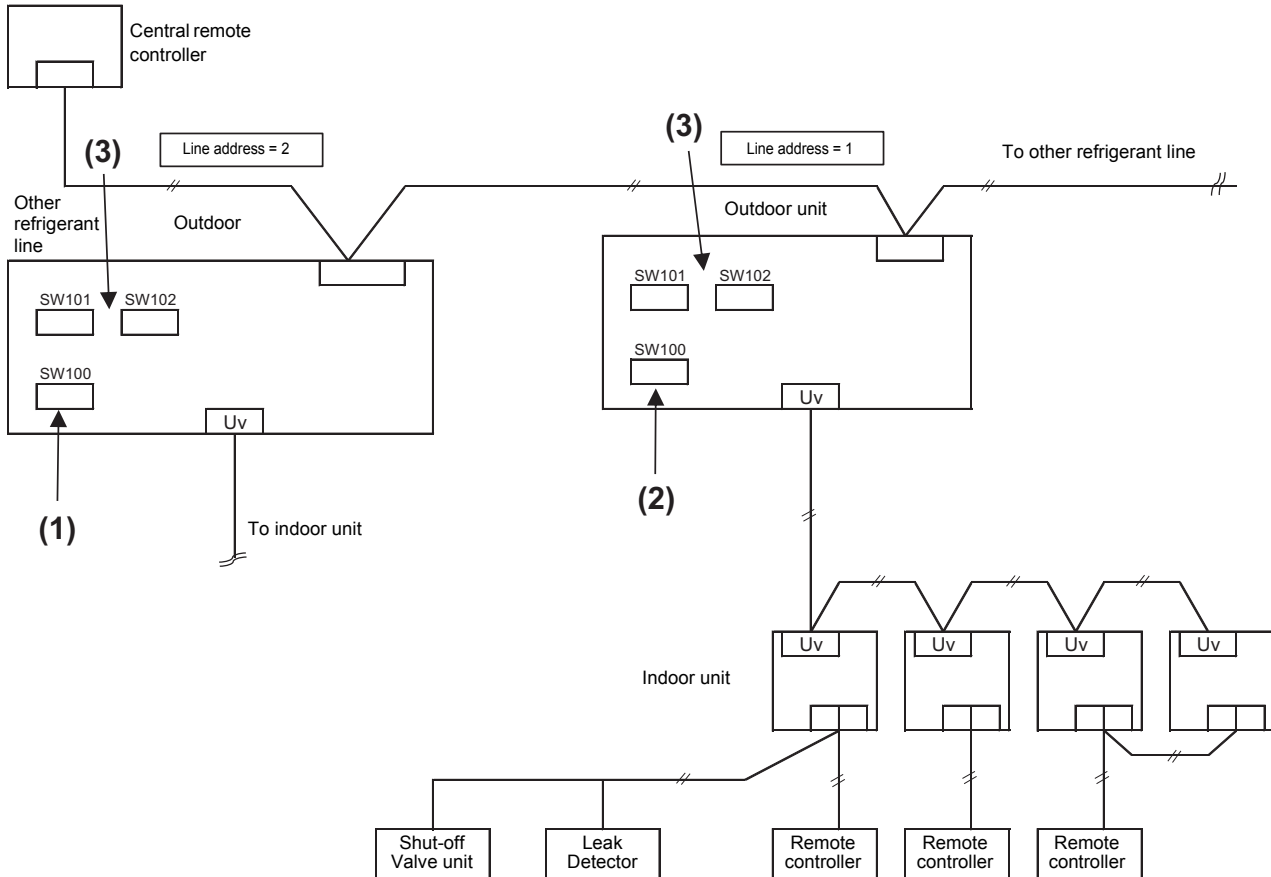 Central remote
controller
(3)
Line address = 2
(3)
Line address = 1
To other refrigerant line
Other
refrigerant
line
Outdoor
Outdoor unit
SW101
SW102
SW100
Uv
(1)
To indoor unit
SW101
SW102
SW100
Uv
(2)
Indoor unit
Uv
Uv
Uv
Uv
Shut-off
Valve unit
Leak
Detector
Remote
controller
Remote
controller
Remote
controller